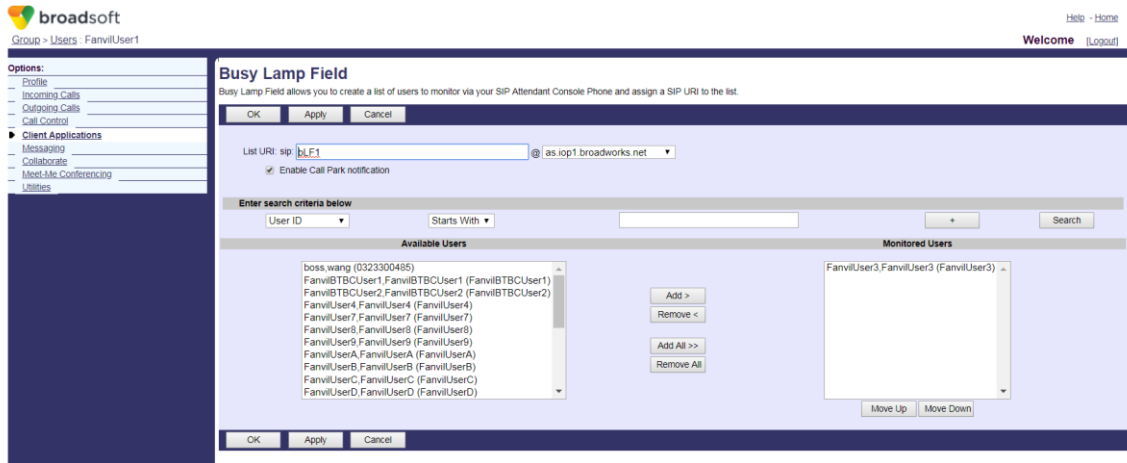 broadsoft
Help - Home
Group > Users : FanvilUser1
Welcome [Logout]
Options:
Profile
Incoming Calls
Outgoing Calls
Call Control
Client Applications
Messaging
Collaborate
Meet-Me Conferencing
Utilities
Busy Lamp Field
Busy Lamp Field allows you to create a list of users to monitor via your SIP Attendant Console Phone and assign a SIP URI to the list.
OK Apply Cancel
List URI: sip: bLF1 @ as.iop1.broadworks.net
Enable Call Park notification
Enter search criteria below
User ID Starts With + Search
Available Users Monitored Users
boss,wang (0323300485)
FanvilBTBCUser1,FanvilBTBCUser1 (FanvilBTBCUser1)
FanvilBTBCUser2,FanvilBTBCUser2 (FanvilBTBCUser2)
FanvilUser4,FanvilUser4 (FanvilUser4)
FanvilUser7,FanvilUser7 (FanvilUser7)
FanvilUser8,FanvilUser8 (FanvilUser8)
FanvilUser9,FanvilUser9 (FanvilUser9)
FanvilUserA,FanvilUserA (FanvilUserA)
FanvilUserB,FanvilUserB (FanvilUserB)
FanvilUserC,FanvilUserC (FanvilUserC)
FanvilUserD,FanvilUserD (FanvilUserD)
Add >
Remove <
Add All >>
Remove All
FanvilUser3,FanvilUser3 (FanvilUser3)
Move Up Move Down
OK Apply Cancel